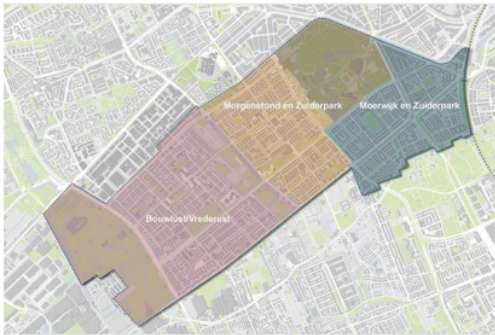 Morgenstond en Zuiderpark
Moerwijk en Zuiderpark
Bouwlust/Vrederust